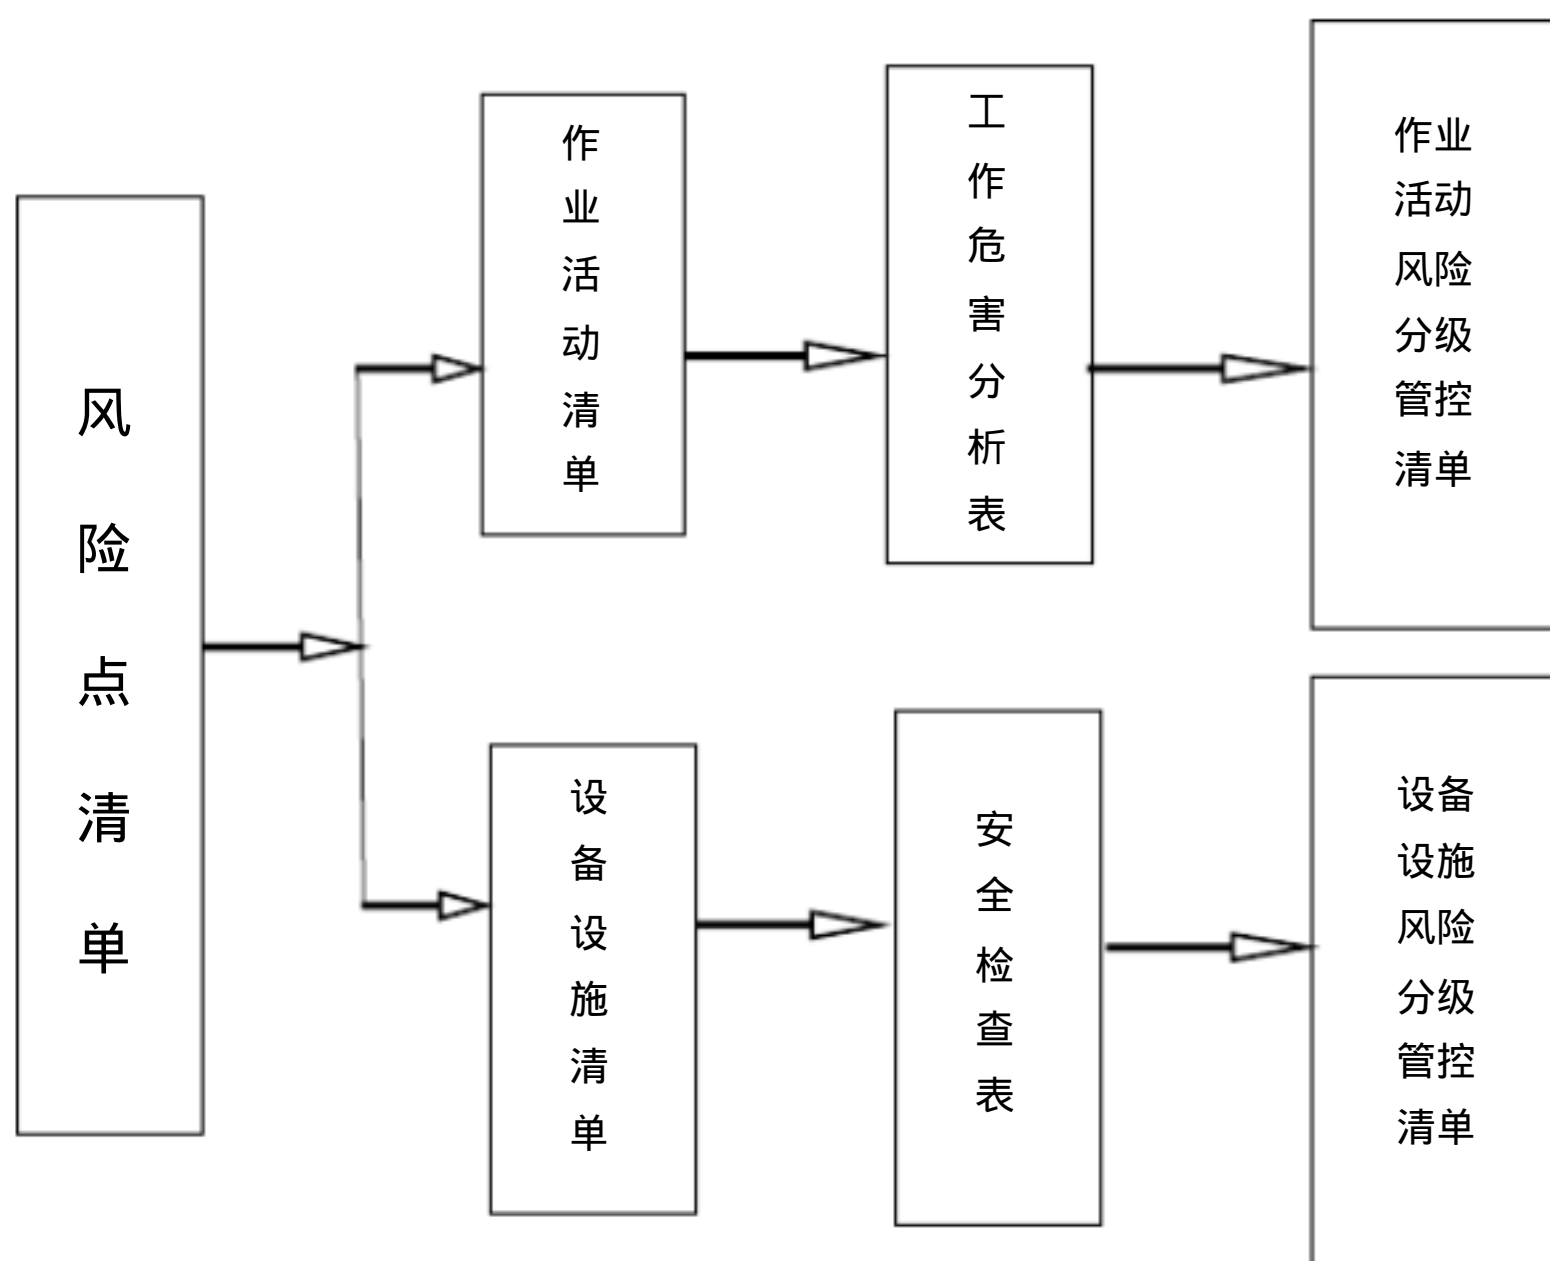 风险点清单
作业活动清单
工作危害分析表
作业
活动
风险
分级
管控
清单
设备设施清单
安全检查表
设备
设施
风险
分级
管控
清单